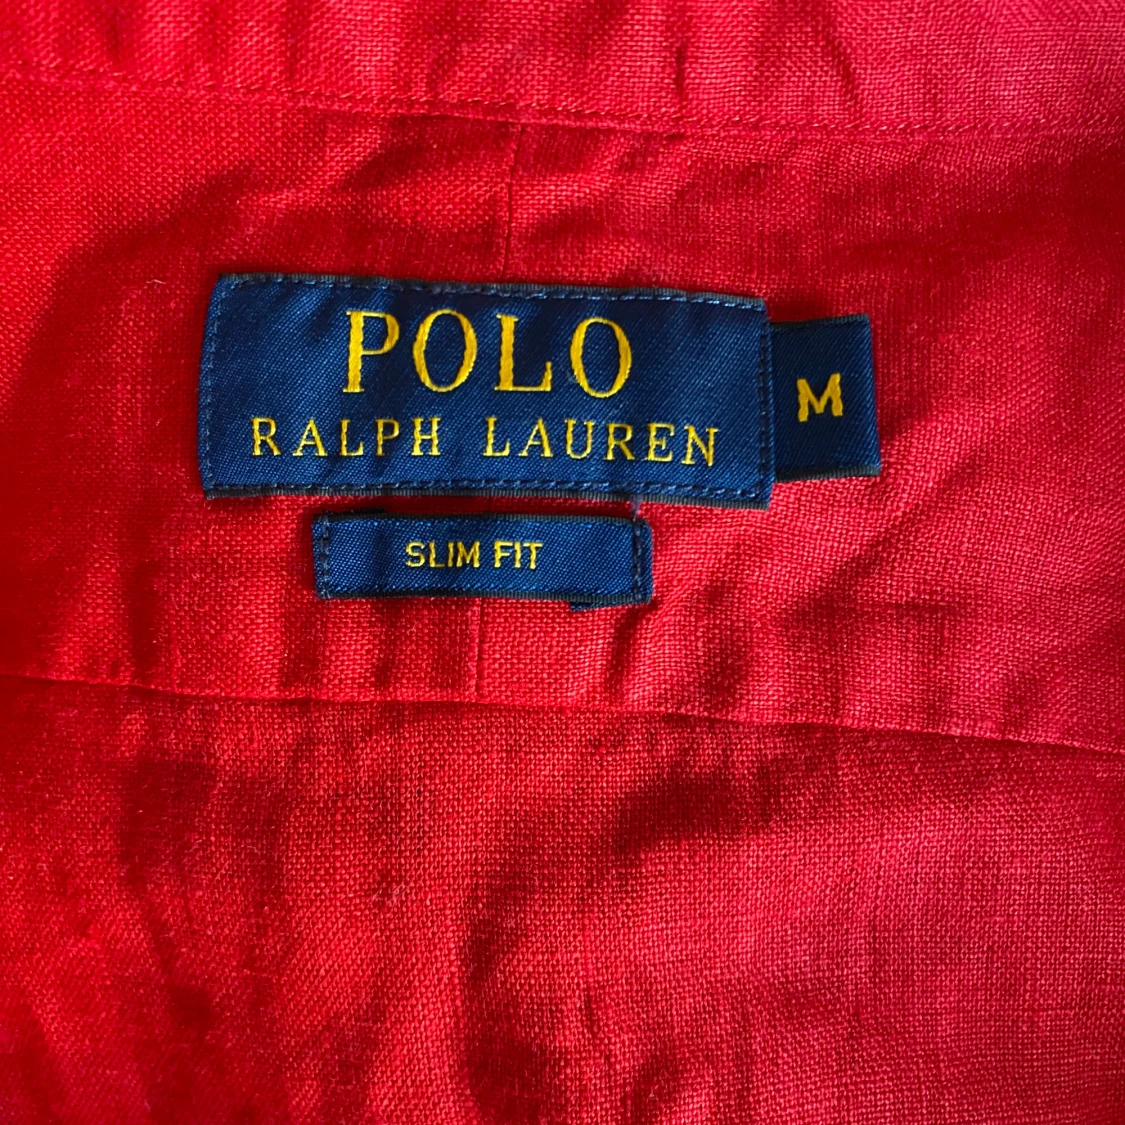 POLO
RALPH LAUREN
M
SLIM FIT